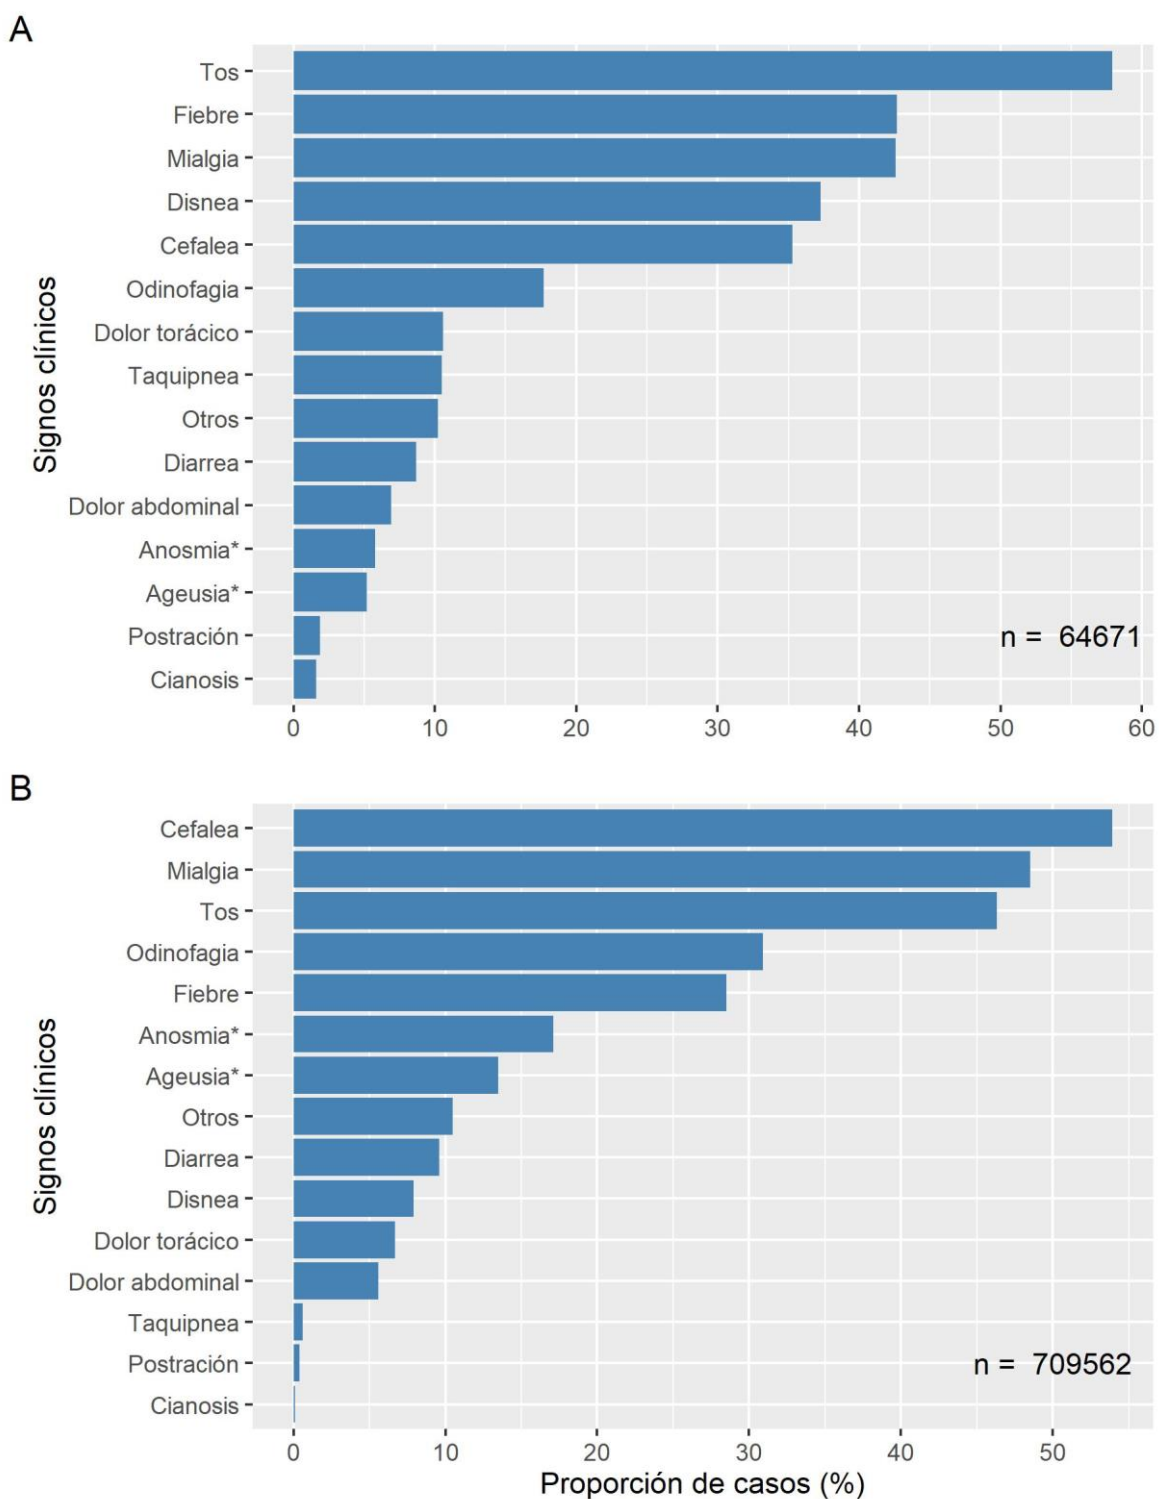 A
Signos clínicos
Tos
Fiebre
Mialgia
Disnea
Cefalea
Odinofagia
Dolor torácico
Taquipnea
Otros
Diarrea
Dolor abdominal
Anosmia*
Ageusia*
Postración
Cianosis
n = 64671
0 10 20 30 40 50 60
B
Signos clínicos
Cefalea
Mialgia
Tos
Odinofagia
Fiebre
Anosmia*
Ageusia*
Otros
Diarrea
Disnea
Dolor torácico
Dolor abdominal
Taquipnea
Postración
Cianosis
n = 709562
0 10 20 30 40 50
Proporción de casos (%)